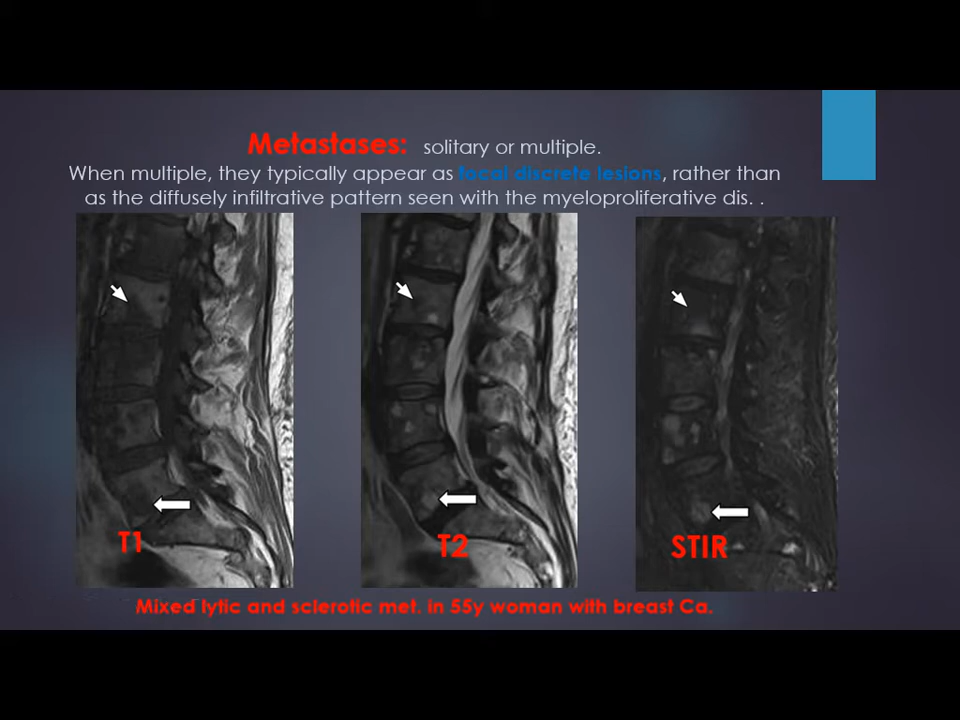 Metastases: solitary or multiple.
When multiple, they typically appear as focal discrete lesions, rather than
as the diffusely infiltrative pattern seen with the myeloproliferative dis. .
T1
T2
STIR
Mixed lytic and sclerotic met. in 55y woman with breast Ca.